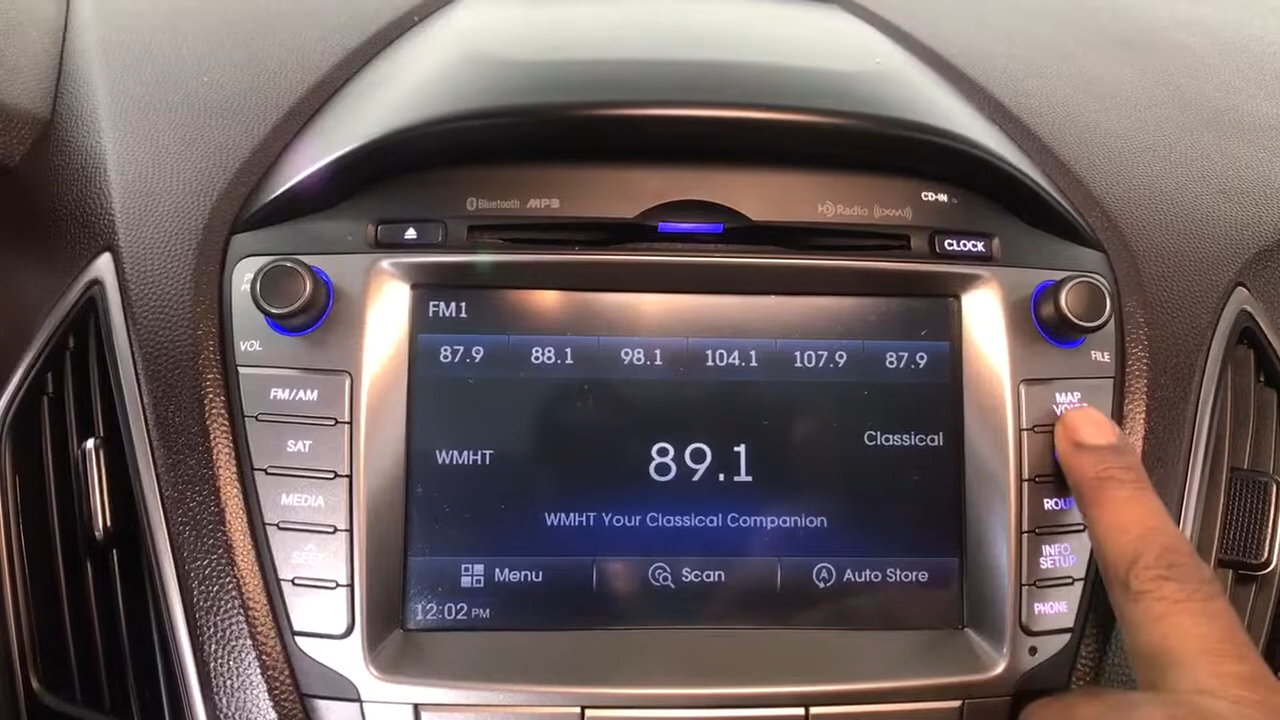 Bluetooth MP3
HD Radio
CD-IN
CLOCK
VOL
FILE
FM/AM
SAT
MEDIA
SEEK
FM1
87.9 88.1 98.1 104.1 107.9 87.9
Classical
WMHT
89.1
WMHT Your Classical Companion
Menu Scan Auto Store
12:02 PM
MAP
INFO
SETUP
PHONE